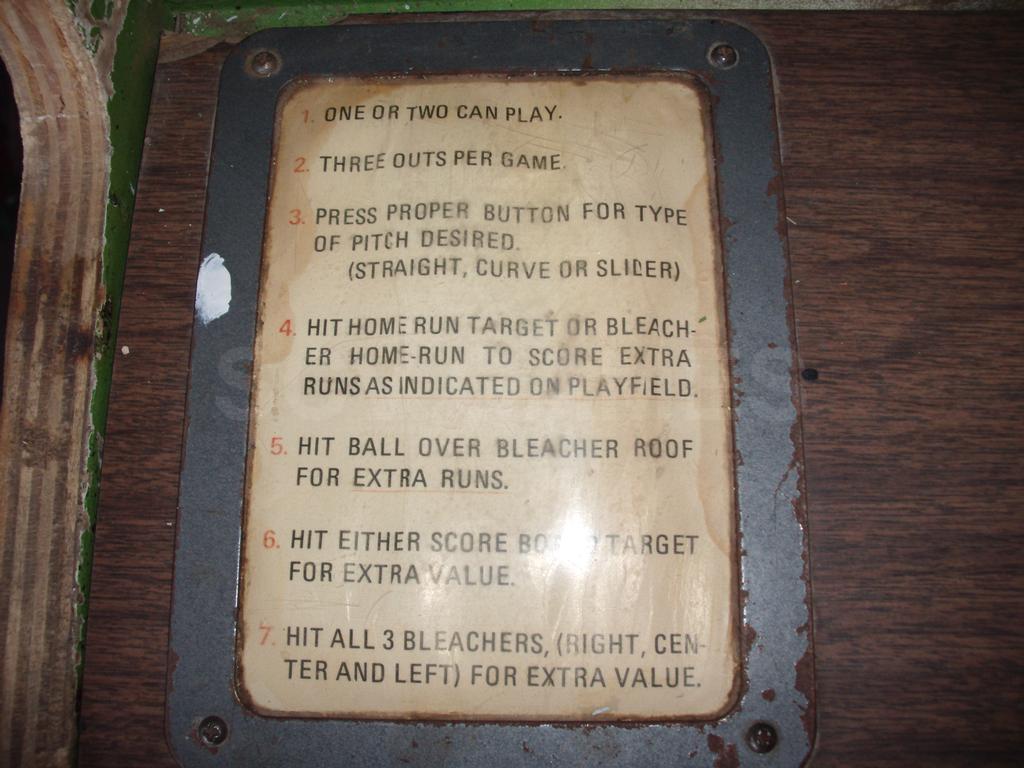 1. ONE OR TWO CAN PLAY.
2. THREE OUTS PER GAME.
3. PRESS PROPER BUTTON FOR TYPE
OF PITCH DESIRED.
(STRAIGHT, CURVE OR SLIDER)
4. HIT HOME RUN TARGET OR BLEACH-
ER HOME-RUN TO SCORE EXTRA
RUNS AS INDICATED ON PLAYFIELD.
5. HIT BALL OVER BLEACHER ROOF
FOR EXTRA RUNS.
6. HIT EITHER SCORE TARGET
FOR EXTRA VALUE.
7. HIT ALL 3 BLEACHERS, (RIGHT, CEN-
TER AND LEFT) FOR EXTRA VALUE.